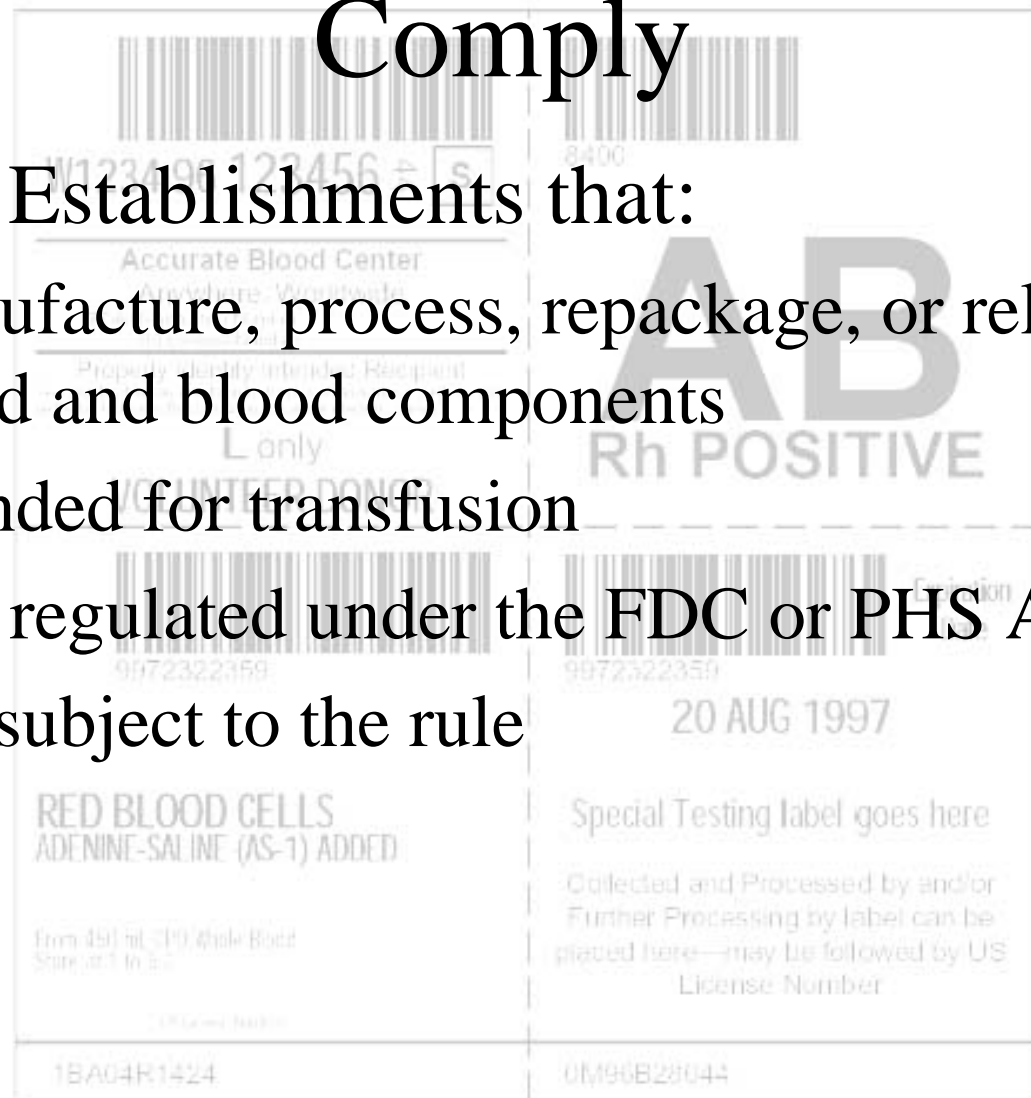 Comply
Establishments that:
ufacture, process, repackage, or rel
d and blood components
nded for transfusion
regulated under the FDC or PHS A
subject to the rule
8400
123456
S
Accurate Blood Center
AB
Rh POSITIVE
L only
VOLUNTEER DONOR
Expiration
9972322359
9972322359
20 AUG 1997
RED BLOOD CELLS
ADENINE-SALINE (AS-1) ADDED
Special Testing label goes here
Collected and Processed by and/or
Further Processing by label can be
placed here—may be followed by US
License Number
1BA04R1424
0M96B28044